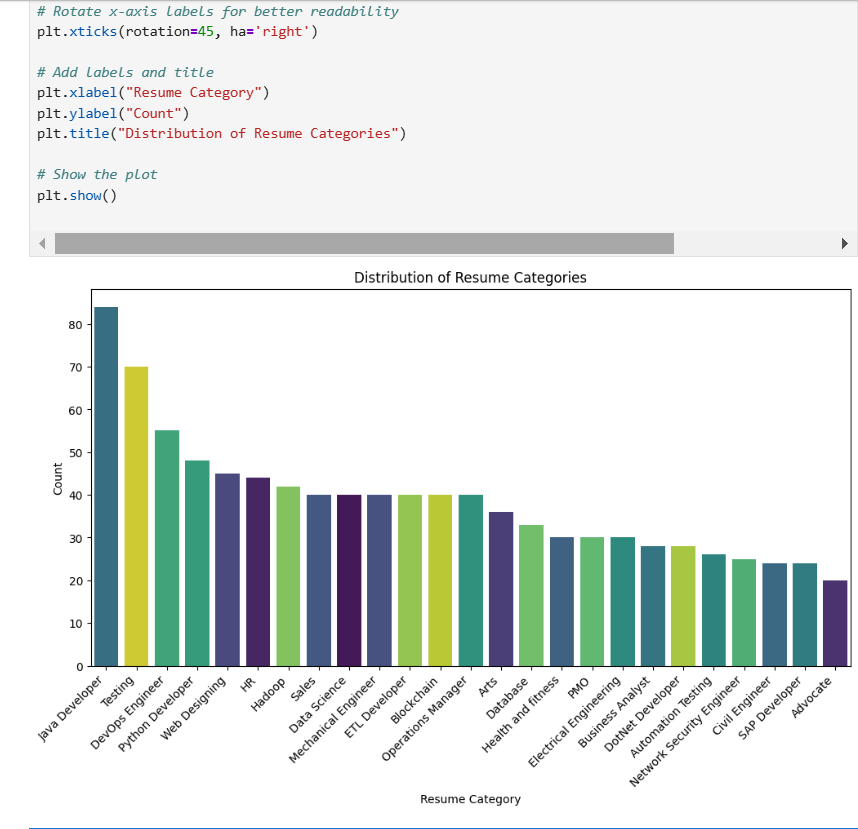 # Rotate x-axis labels for better readability
plt.xticks(rotation=45, ha='right')
# Add labels and title
plt.xlabel("Resume Category")
plt.ylabel("Count")
plt.title("Distribution of Resume Categories")
# Show the plot
plt.show()
Distribution of Resume Categories
80
70
60
50
40
30
20
10
0
Count
Java Developer
Testing
DevOps Engineer
Python Developer
Web Designing
HR
Hadoop
Sales
Data Science
Mechanical Engineer
ETL Developer
Blockchain
Operations Manager
Arts
Database
Health and fitness
PMO
Electrical Engineering
Business Analyst
DotNet Developer
Automation Testing
Network Security Engineer
Civil Engineer
SAP Developer
Advocate
Resume Category